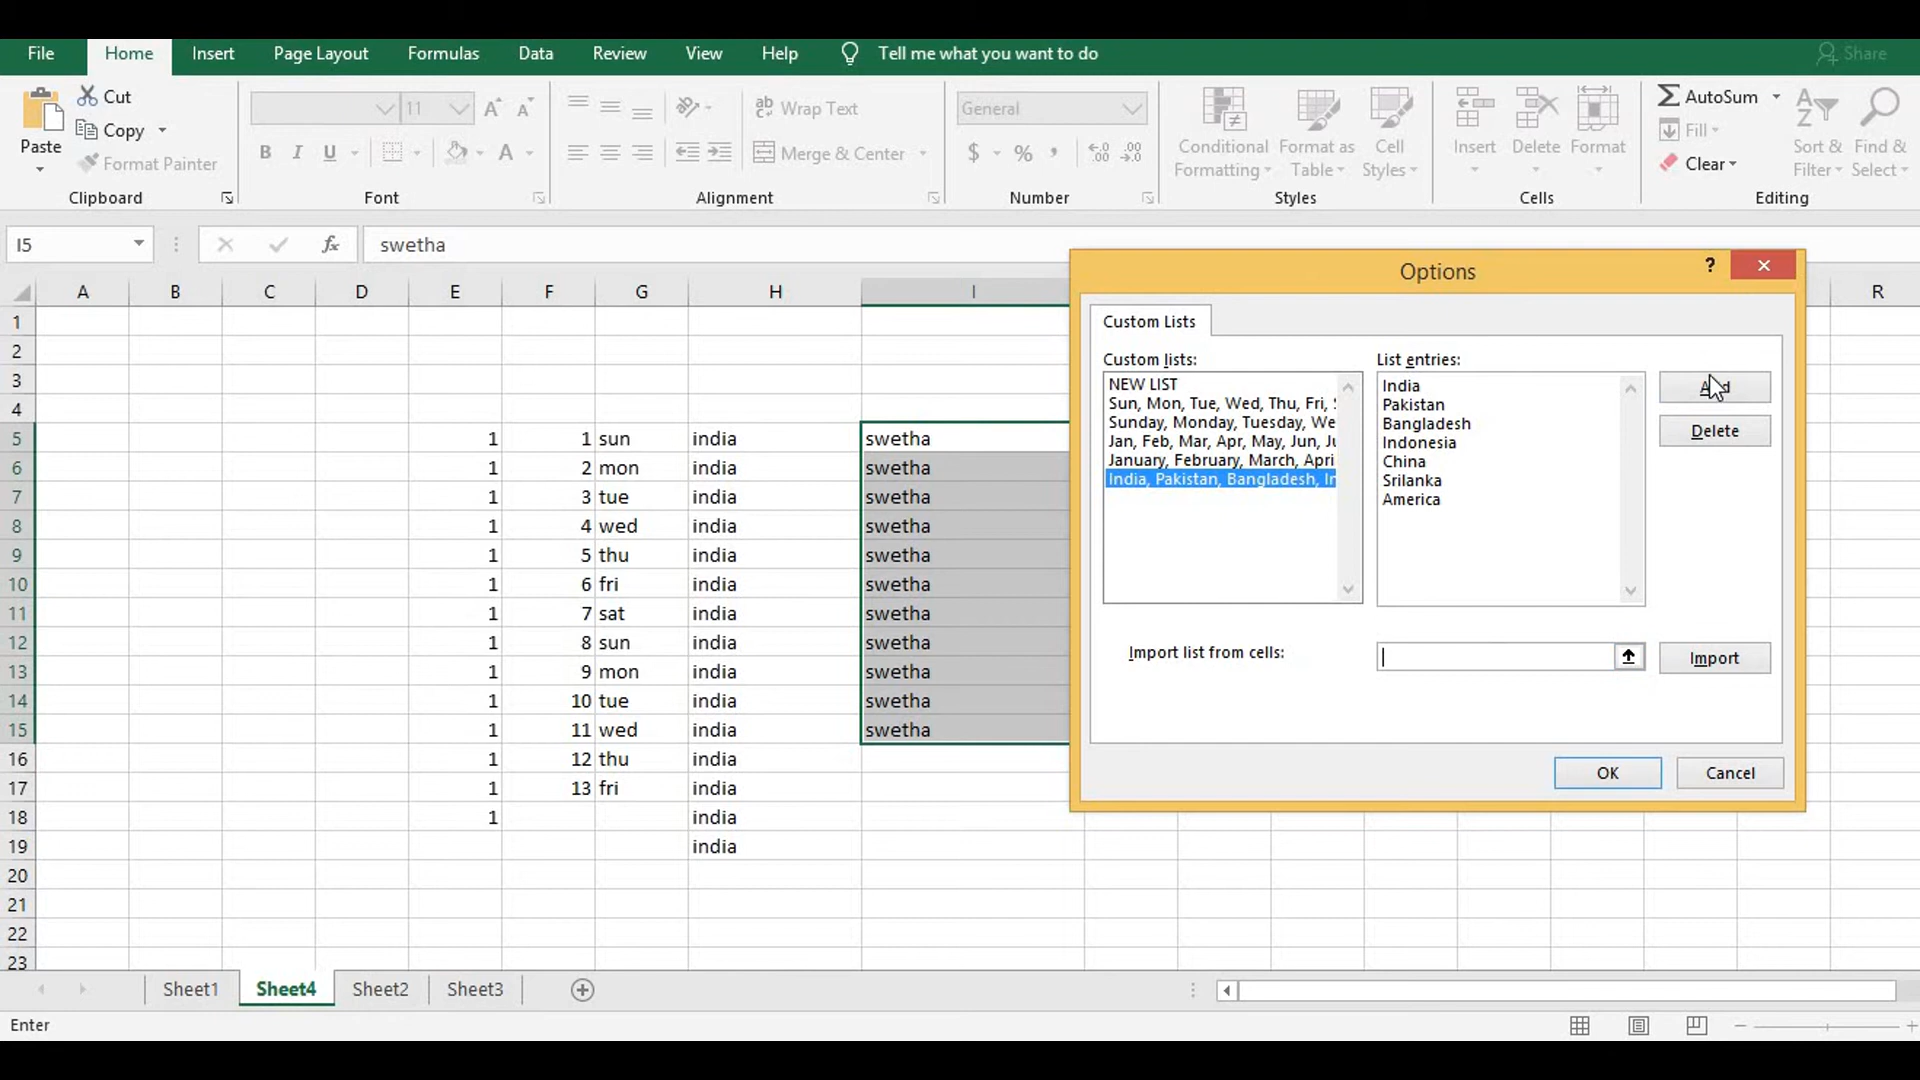 File Home Insert Page Layout Formulas Data Review View Help Tell me what you want to do Share
Paste
Cut
Copy
Format Painter
Clipboard
11
B I U A
Font
Wrap Text
Merge & Center
Alignment
General
$ % ,
Number
Conditional Formatting
Format as Table
Cell Styles
Styles
Insert
Delete
Format
Cells
AutoSum
Fill
Clear
Sort & Filter
Find & Select
Editing
I5 fx swetha
A B C D E F G H I R
1
2
3
4
5 1 1 sun india swetha
6 1 2 mon india swetha
7 1 3 tue india swetha
8 1 4 wed india swetha
9 1 5 thu india swetha
10 1 6 fri india swetha
11 1 7 sat india swetha
12 1 8 sun india swetha
13 1 9 mon india swetha
14 1 10 tue india swetha
15 1 11 wed india swetha
16 1 12 thu india
17 1 13 fri india
18 1 india
19 india
20
21
22
23
Options
?
Custom Lists
Custom lists:
NEW LIST
Sun, Mon, Tue, Wed, Thu, Fri, S
Sunday, Monday, Tuesday, We
Jan, Feb, Mar, Apr, May, Jun, Ju
January, February, March, April
India, Pakistan, Bangladesh, In
List entries:
India
Pakistan
Bangladesh
Indonesia
China
Srilanka
America
Add
Delete
Import list from cells:
Import
OK Cancel
Sheet1 Sheet4 Sheet2 Sheet3
Enter